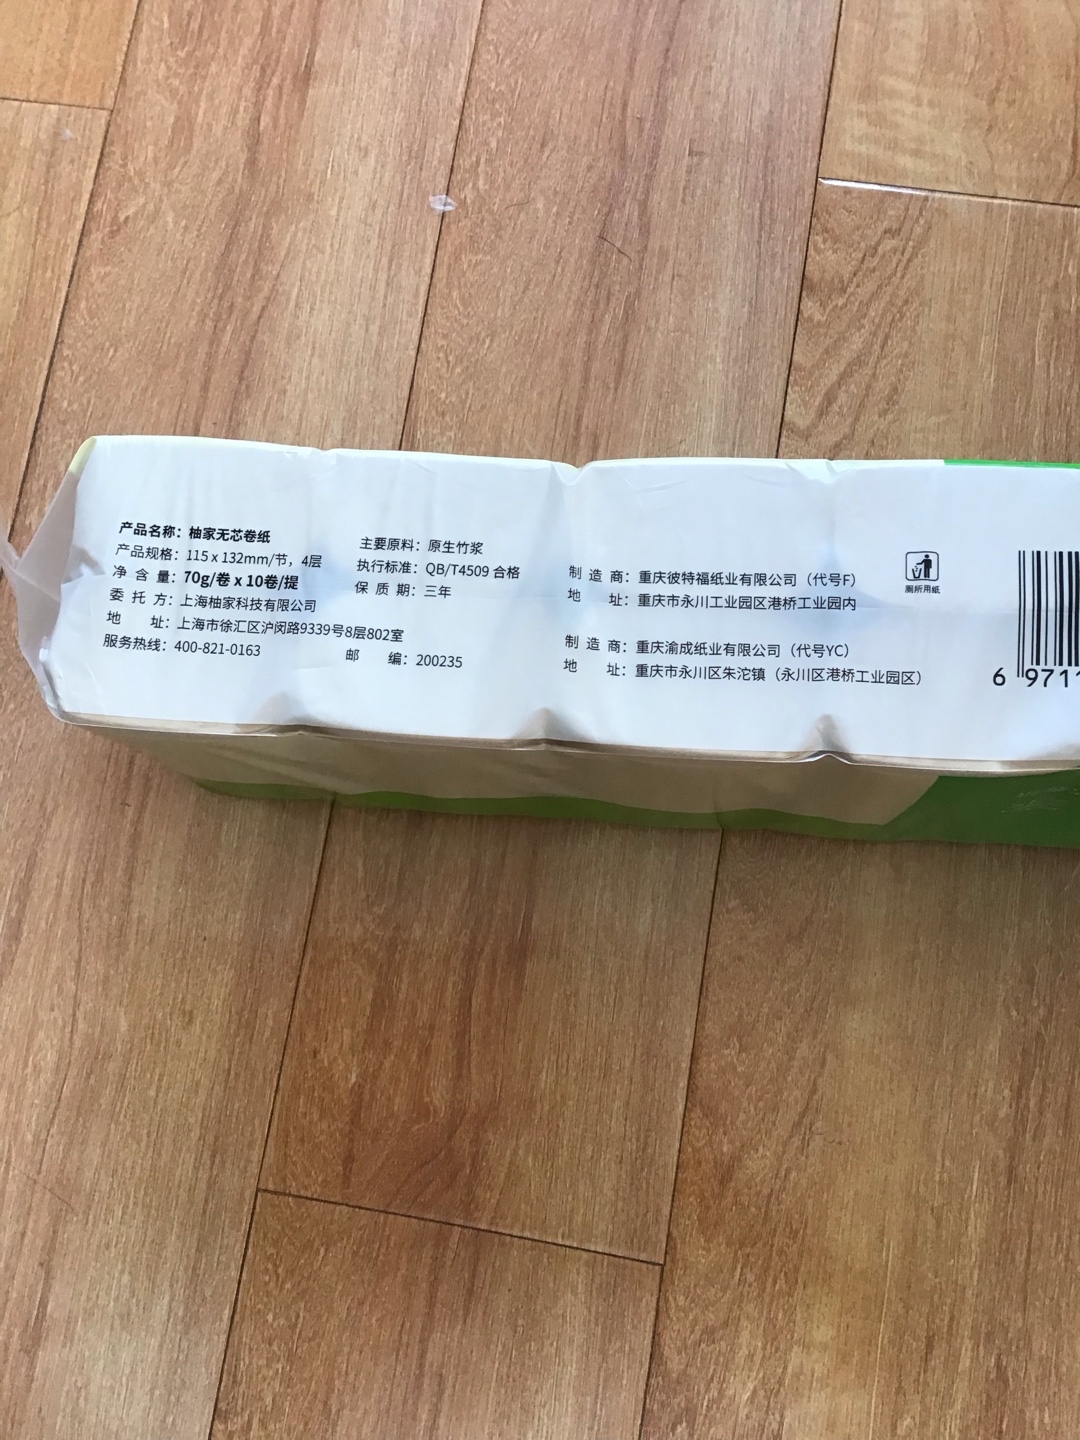 产品名称：柚家无芯卷纸
产品规格：115 x 132mm/节，4层
净含量：70g/卷 x 10卷/提
委托方：上海柚家科技有限公司
地址：上海市徐汇区沪闵路9339号8层802室
服务热线：400-821-0163
邮编：200235
主要原料：原生竹浆
执行标准：QB/T4509 合格
保质期：三年
制造商：重庆彼特福纸业有限公司（代号F）
地址：重庆市永川工业园区港桥工业园内
制造商：重庆渝成纸业有限公司（代号YC）
地址：重庆市永川区朱沱镇（永川区港桥工业园区）
厕所用纸
6 9711